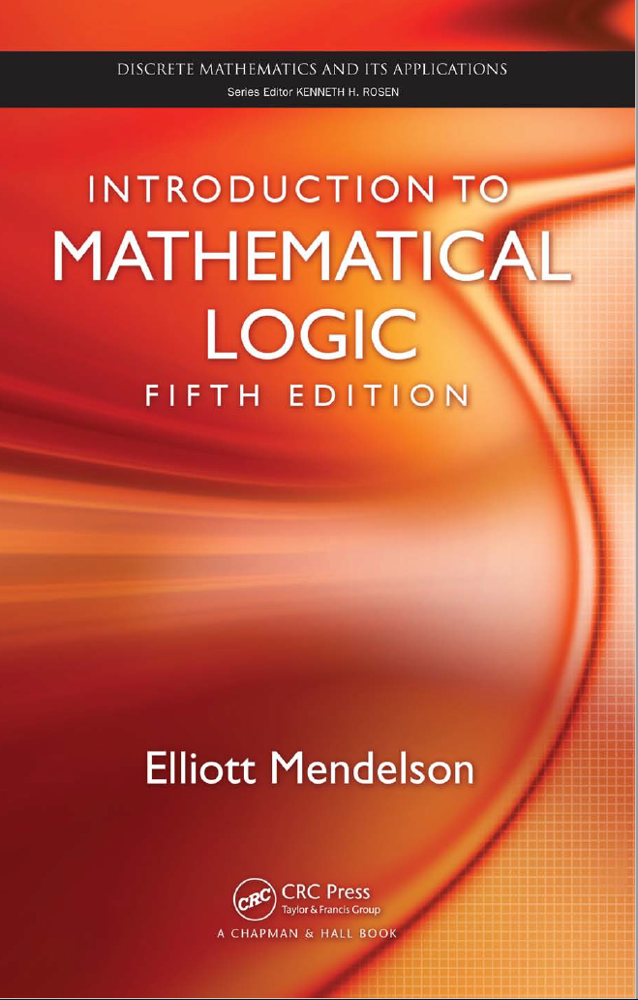 DISCRETE MATHEMATICS AND ITS APPLICATIONS
Series Editor KENNETH H. ROSEN
INTRODUCTION TO
MATHEMATICAL
LOGIC
FIFTH EDITION
Elliott Mendelson
CRC
CRC Press
Taylor & Francis Group
A CHAPMAN & HALL BOOK